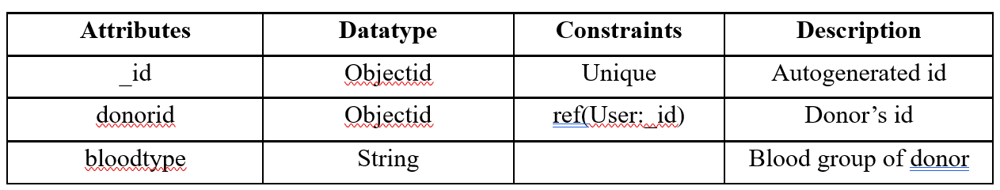 Attributes Datatype Constraints Description
_id Objectid Unique Autogenerated id
donorid Objectid ref(User:_id) Donor’s id
bloodtype String Blood group of donor